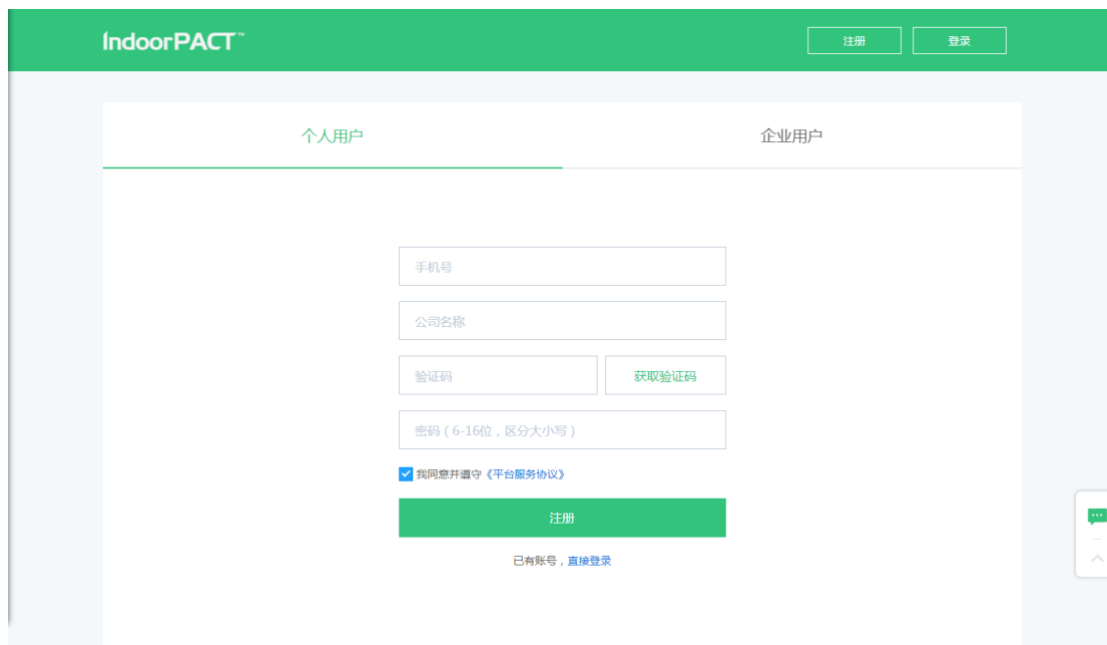 IndoorPACT™
注册 登录
个人用户 企业用户
手机号
公司名称
验证码 获取验证码
密码（6-16位，区分大小写）
我同意并遵守《平台服务协议》
注册
已有账号，直接登录